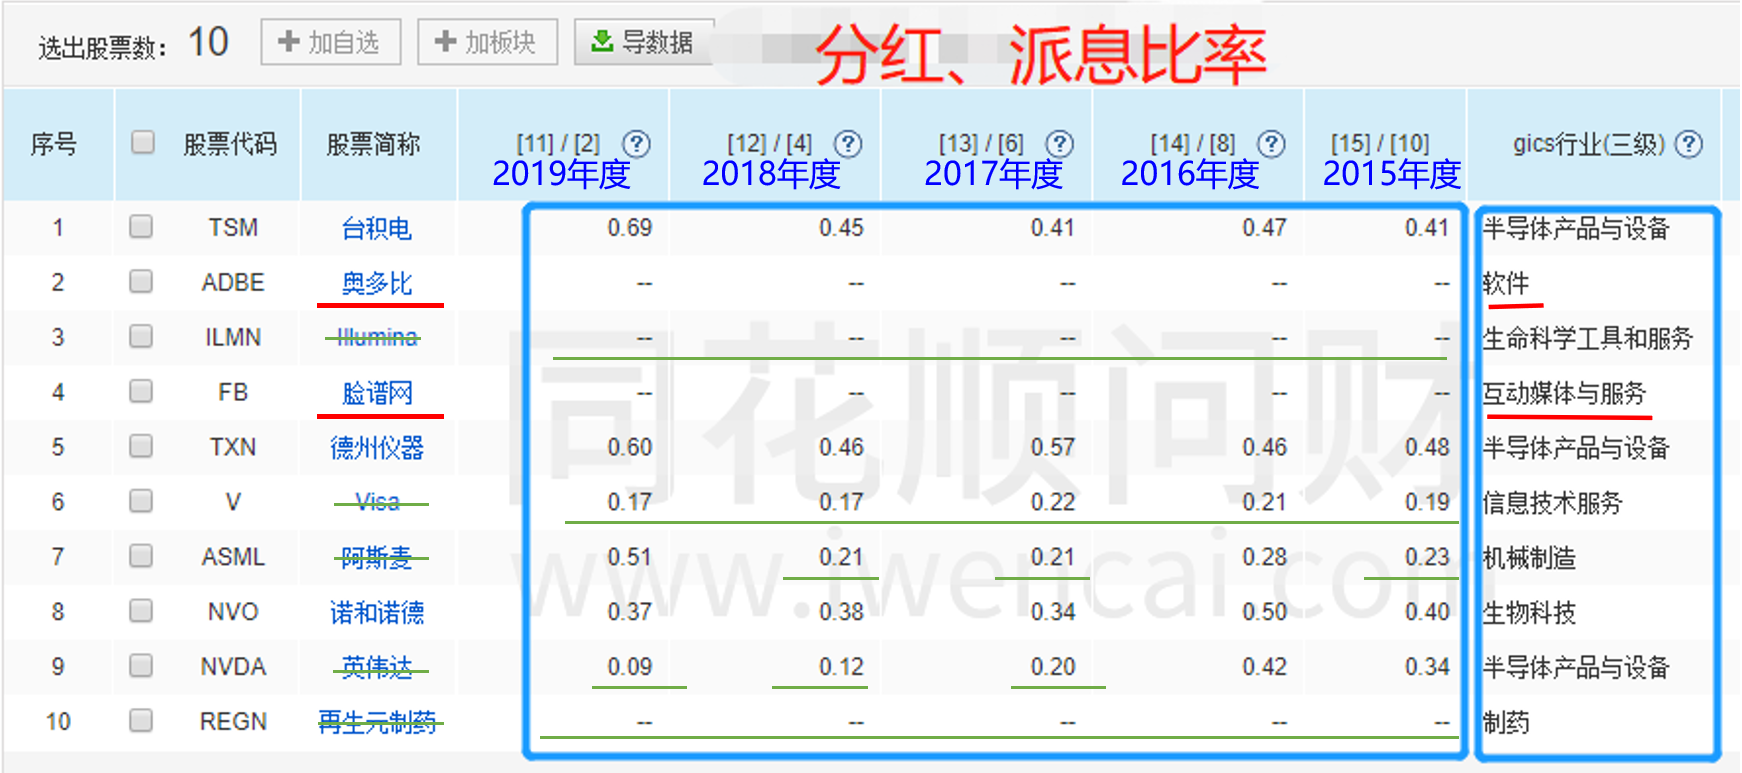 选出股票数： 10 加自选 加板块 导数据 分红、派息比率
序号 股票代码 股票简称 [11] / [2] ? [12] / [4] ? [13] / [6] ? [14] / [8] ? [15] / [10] gics行业(三级) ?
2019年度 2018年度 2017年度 2016年度 2015年度
1 TSM 台积电 0.69 0.45 0.41 0.47 0.41 半导体产品与设备
2 ADBE 奥多比 -- -- -- -- -- 软件
3 ILMN Illumina -- -- -- -- -- 生命科学工具和服务
4 FB 脸谱网 -- -- -- -- -- 互动媒体与服务
5 TXN 德州仪器 0.60 0.46 0.57 0.46 0.48 半导体产品与设备
6 V Visa 0.17 0.17 0.22 0.21 0.19 信息技术服务
7 ASML 阿斯麦 0.51 0.21 0.21 0.28 0.23 机械制造
8 NVO 诺和诺德 0.37 0.38 0.34 0.50 0.40 生物科技
9 NVDA 英伟达 0.09 0.12 0.20 0.42 0.34 半导体产品与设备
10 REGN 再生元制药 -- -- -- -- -- 制药
同花顺问财
www.iwencai.com